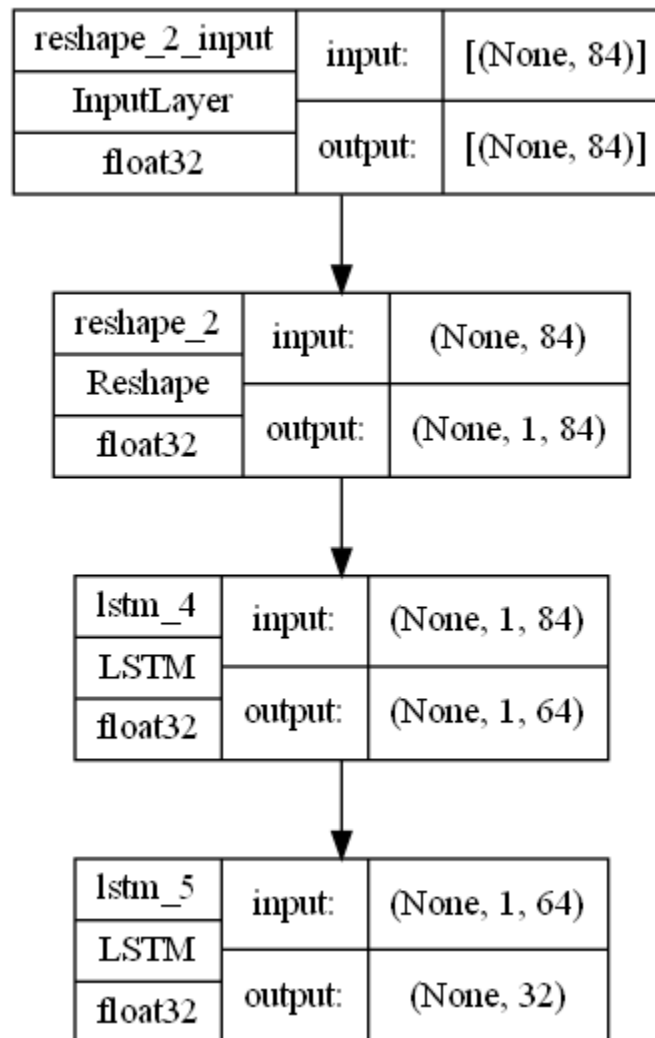 reshape_2_input
InputLayer
float32
input:
[(None, 84)]
output:
[(None, 84)]
reshape_2
Reshape
float32
input:
(None, 84)
output:
(None, 1, 84)
lstm_4
LSTM
float32
input:
(None, 1, 84)
output:
(None, 1, 64)
lstm_5
LSTM
float32
input:
(None, 1, 64)
output:
(None, 32)